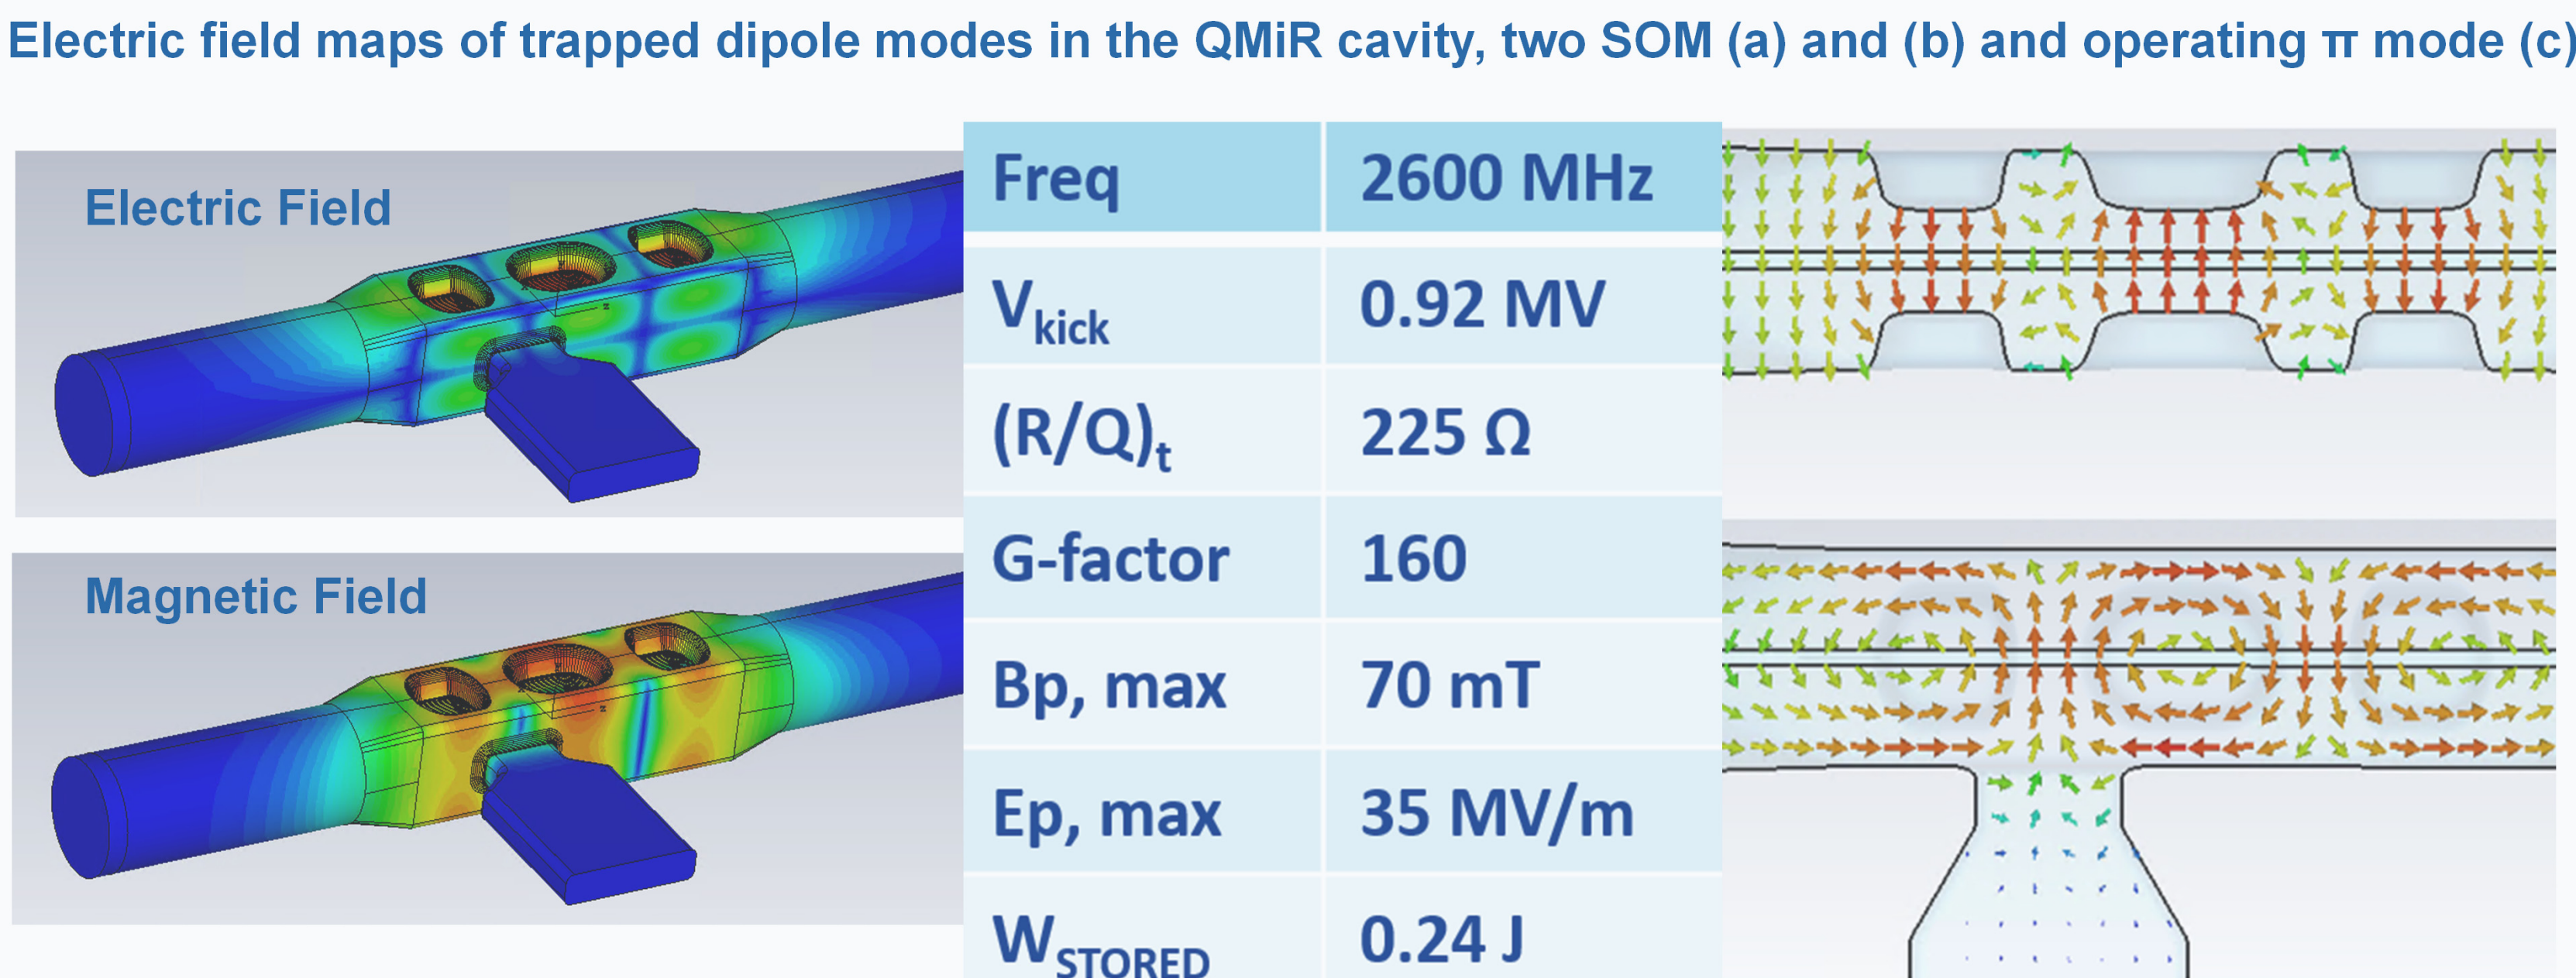 Electric field maps of trapped dipole modes in the QMiR cavity, two SOM (a) and (b) and operating π mode (c)
Electric Field
Magnetic Field
Freq 2600 MHz
Vkick 0.92 MV
(R/Q)t 225 Ω
G-factor 160
Bp, max 70 mT
Ep, max 35 MV/m
WSTORED 0.24 J